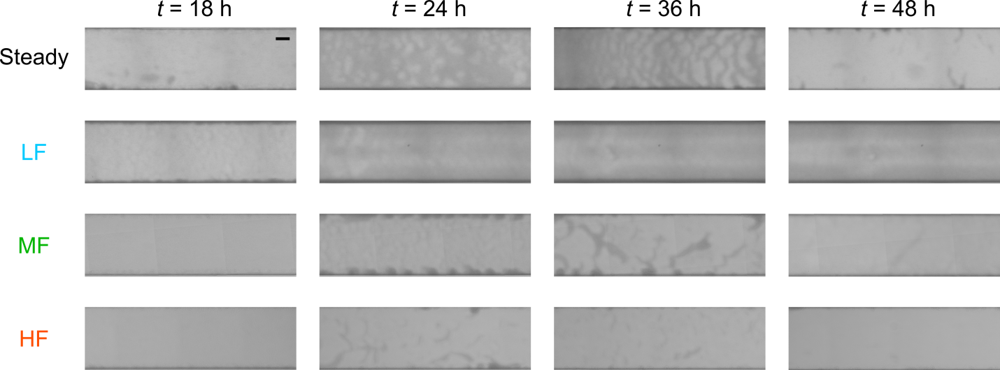 t = 18 h t = 24 h t = 36 h t = 48 h
Steady
LF
MF
HF